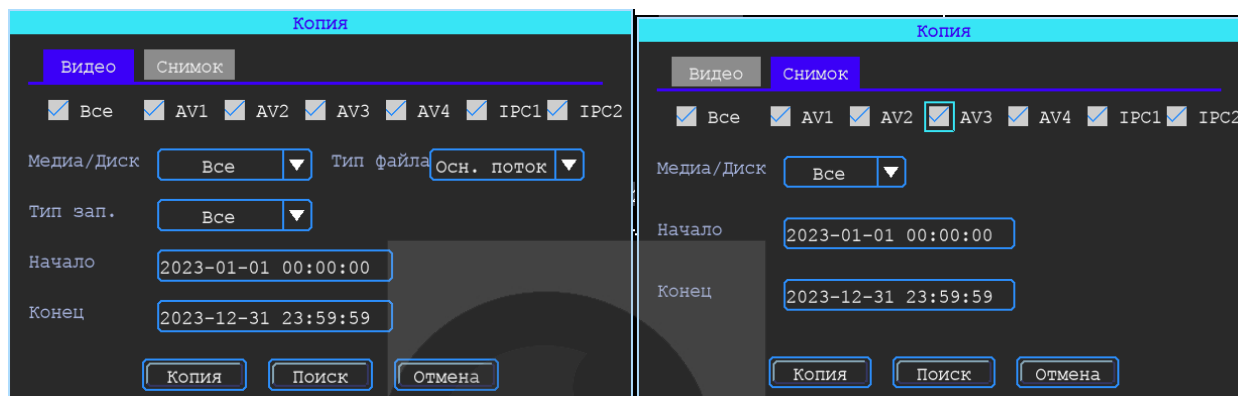 Копия
Видео Снимок
Все AV1 AV2 AV3 AV4 IPC1 IPC2
Медиа/Диск Все Тип файла Осн. поток
Тип зап. Все
Начало 2023-01-01 00:00:00
Конец 2023-12-31 23:59:59
Копия Поиск Отмена
Копия
Видео Снимок
Все AV1 AV2 AV3 AV4 IPC1 IPC2
Медиа/Диск Все
Начало 2023-01-01 00:00:00
Конец 2023-12-31 23:59:59
Копия Поиск Отмена